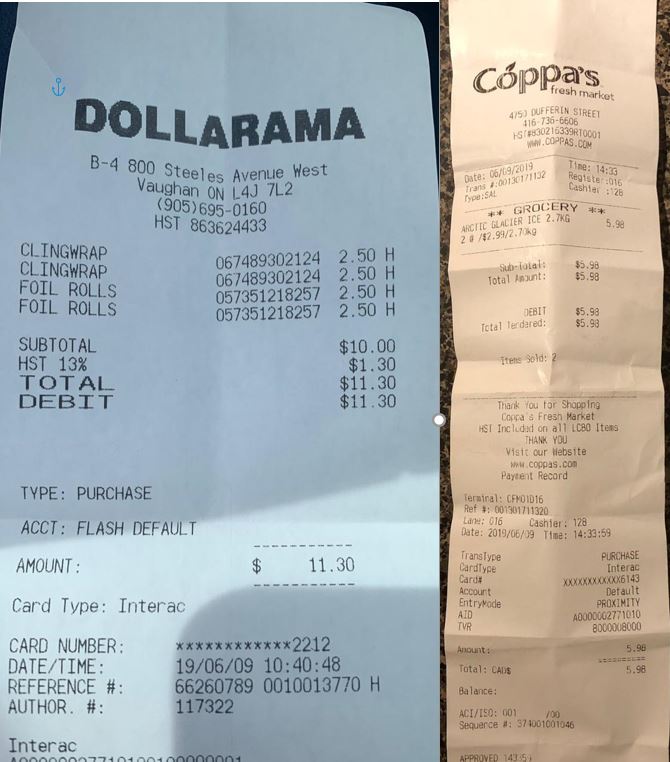 DOLLARAMA
B-4 800 Steeles Avenue West
Vaughan ON L4J 7L2
(905)695-0160
HST 863624433
CLINGWRAP 067489302124 2.50 H
CLINGWRAP 067489302124 2.50 H
FOIL ROLLS 057351218257 2.50 H
FOIL ROLLS 057351218257 2.50 H
SUBTOTAL $10.00
HST 13% $1.30
TOTAL $11.30
DEBIT $11.30
TYPE: PURCHASE
ACCT: FLASH DEFAULT
AMOUNT: $ 11.30
Card Type: Interac
CARD NUMBER: ************2212
DATE/TIME: 19/06/09 10:40:48
REFERENCE #: 66260789 0010013770 H
AUTHOR. #: 117322
Interac
Coppa's
fresh market
4750 DUFFERIN STREET
416-736-6606
HST#830216339RT0001
WWW.COPPAS.COM
Date: 06/09/2019 Time: 14:33
Trans #:00130171132 Register:016
Type:SAL Cashier :128
** GROCERY **
ARCTIC GLACIER ICE 2.7KG 5.98
2 @ /$2.99/2.70kg
Sub-Total: $5.98
Total Amount: $5.98
DEBIT $5.98
Total Tendered: $5.98
Items Sold: 2
Thank You for Shopping
Coppa's Fresh Market
HST Included on all LCBO Items
THANK YOU
Visit our Website
www.coppas.com
Payment Record
Terminal: CFM01D16
Ref #: 001301711320
Lane: 016 Cashier: 128
Date: 2019/06/09 Time: 14:33:59
TransType PURCHASE
CardType Interac
Card# XXXXXXXXXXXX6143
Account Default
EntryMode PROXIMITY
AID A0000002771010
TVR 8000008000
Amount: 5.98
Total: CAD$ 5.98
Balance:
ACI/ISO: 001 /00
Sequence #: 374001001046
APPROVED 143359